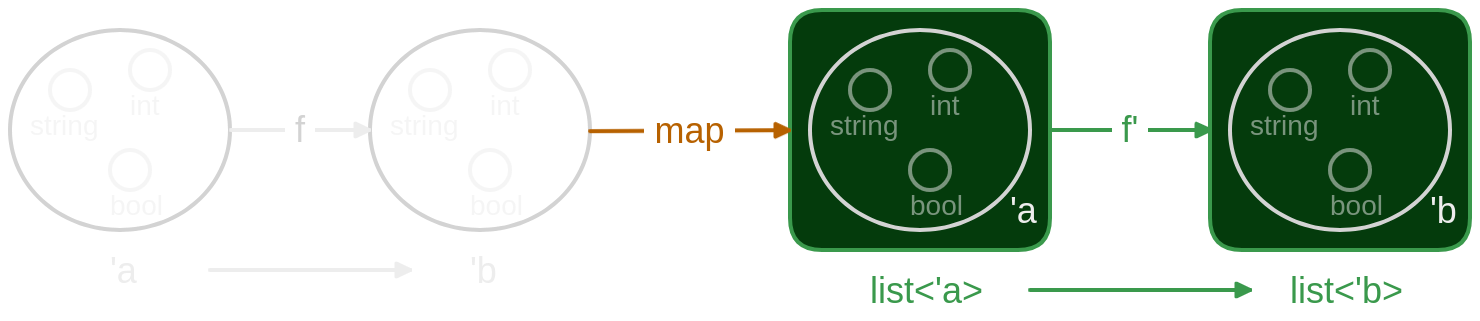 int
string
bool
'a
f
int
string
bool
'b
map
int
string
bool
'a
list<'a>
f'
int
string
bool
'b
list<'b>